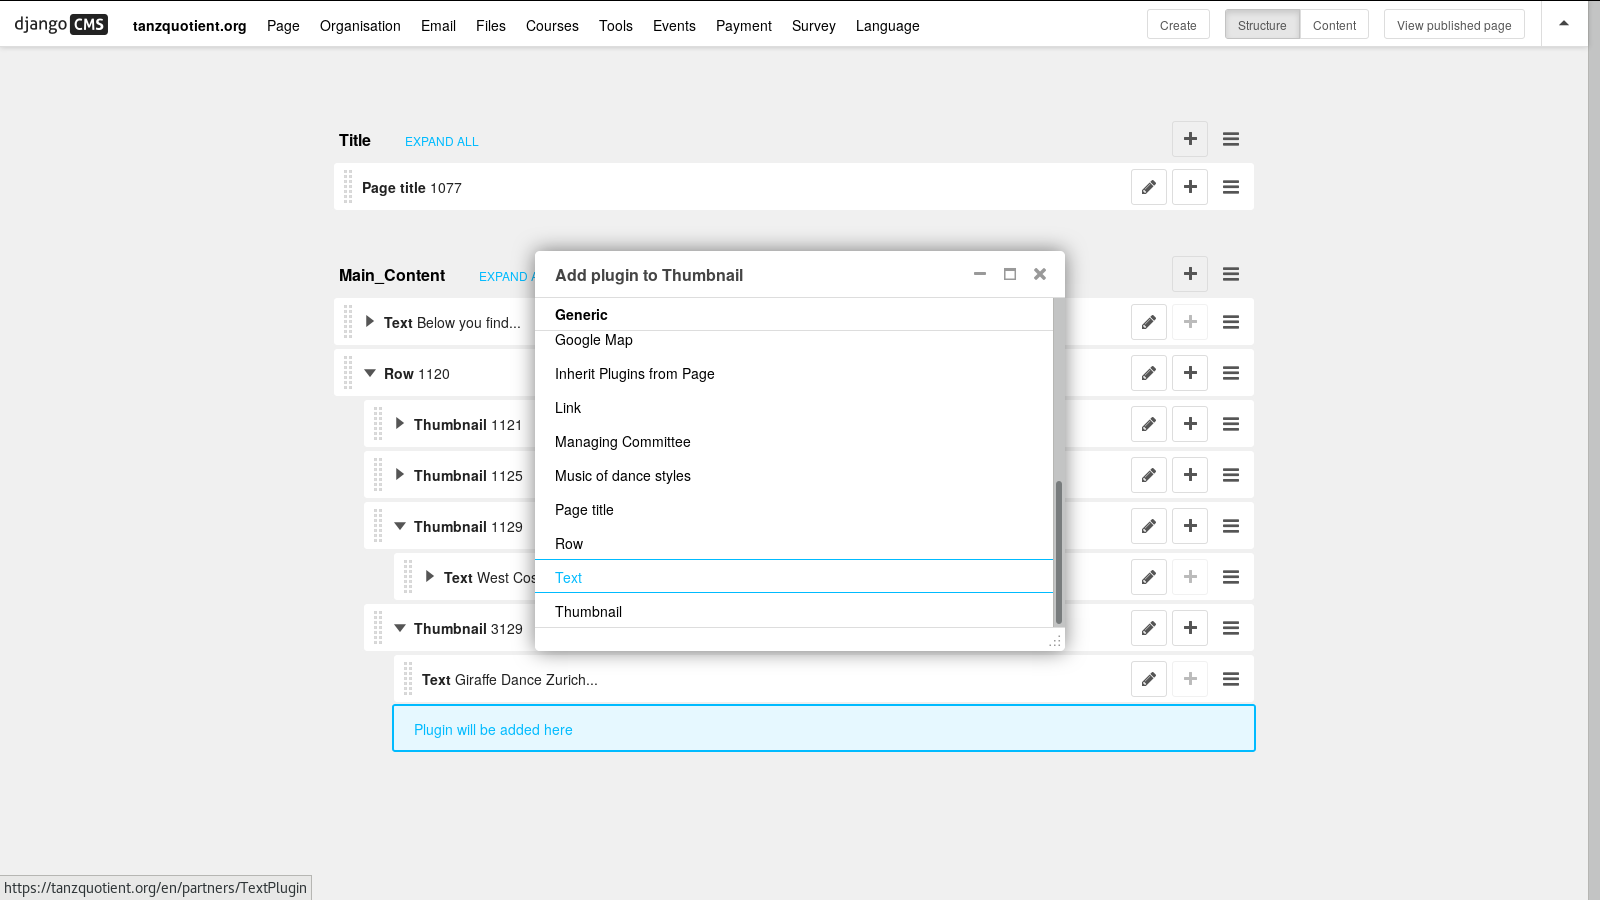 django CMS tanzquotient.org Page Organisation Email Files Courses Tools Events Payment Survey Language Create Structure Content View published page
Title EXPAND ALL
Page title 1077
Main_Content EXPAND A
Add plugin to Thumbnail
Generic
Google Map
Inherit Plugins from Page
Link
Managing Committee
Music of dance styles
Page title
Row
Text
Thumbnail
Text Below you find...
Row 1120
Thumbnail 1121
Thumbnail 1125
Thumbnail 1129
Text West Cos
Thumbnail 3129
Text Giraffe Dance Zurich...
Plugin will be added here
https://tanzquotient.org/en/partners/TextPlugin